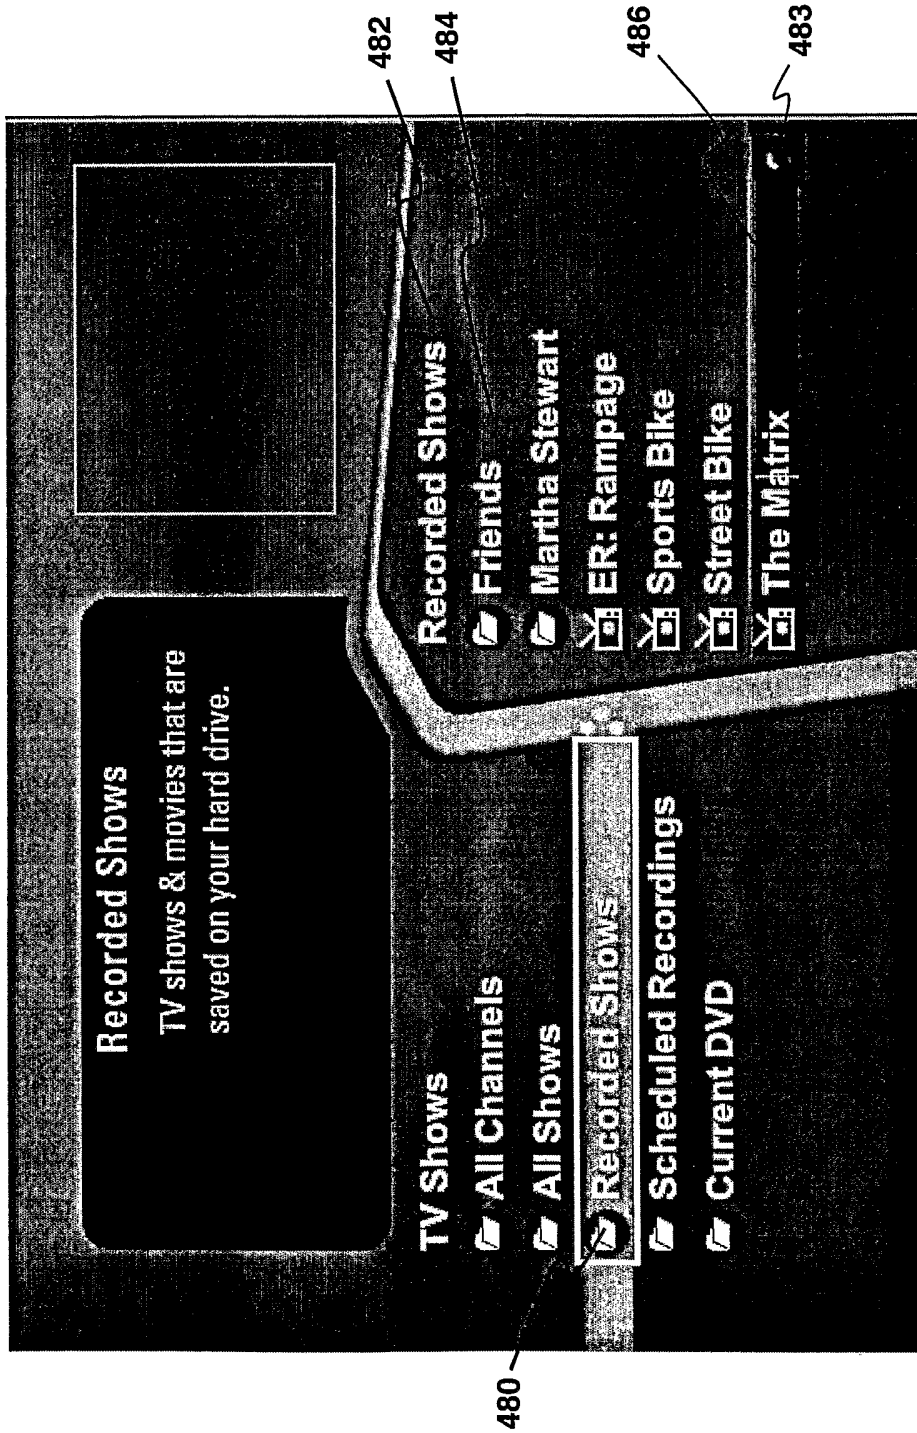 Recorded Shows
TV shows & movies that are
saved on your hard drive.
TV Shows
All Channels
All Shows
Recorded Shows
Scheduled Recordings
Current DVD
Recorded Shows
Friends
Martha Stewart
ER: Rampage
Sports Bike
Street Bike
The Matrix
480
482
484
486
483